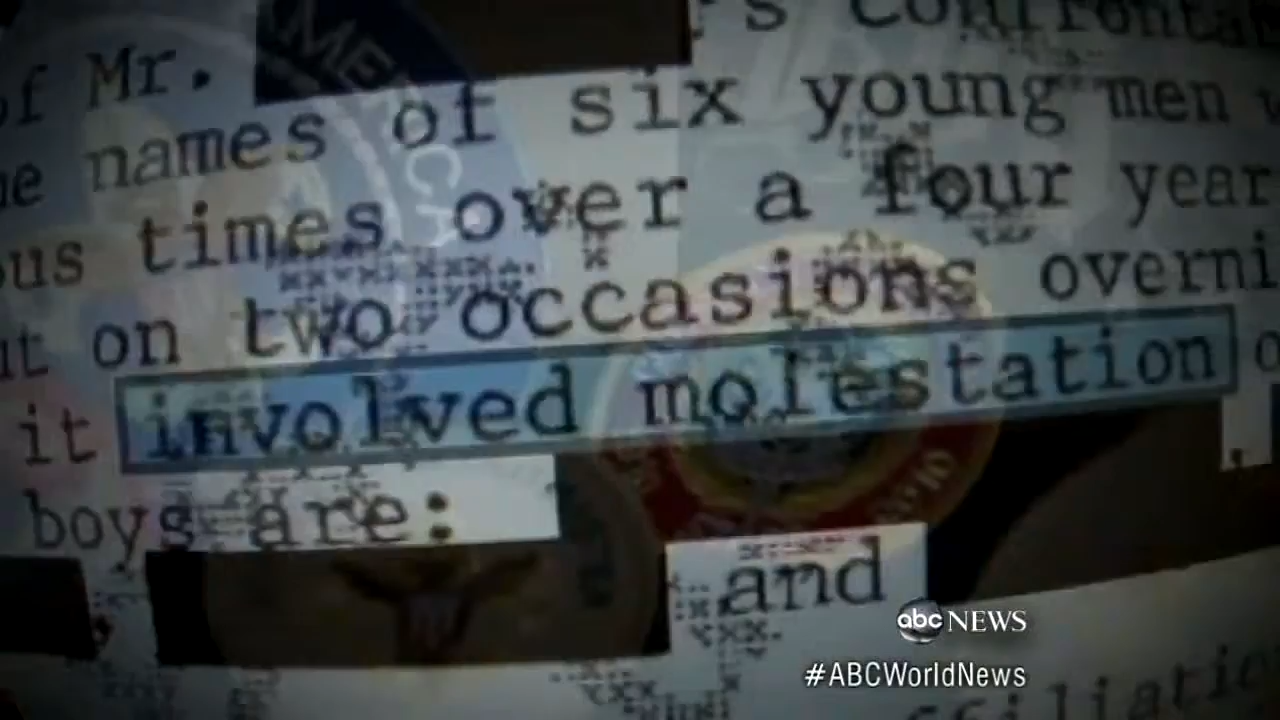 's Confronta
of Mr.
names of six young men
times over a four year
on two occasions overni
it involved molestation
boys are:
and
abc NEWS
#ABCWorldNews
AMERICA